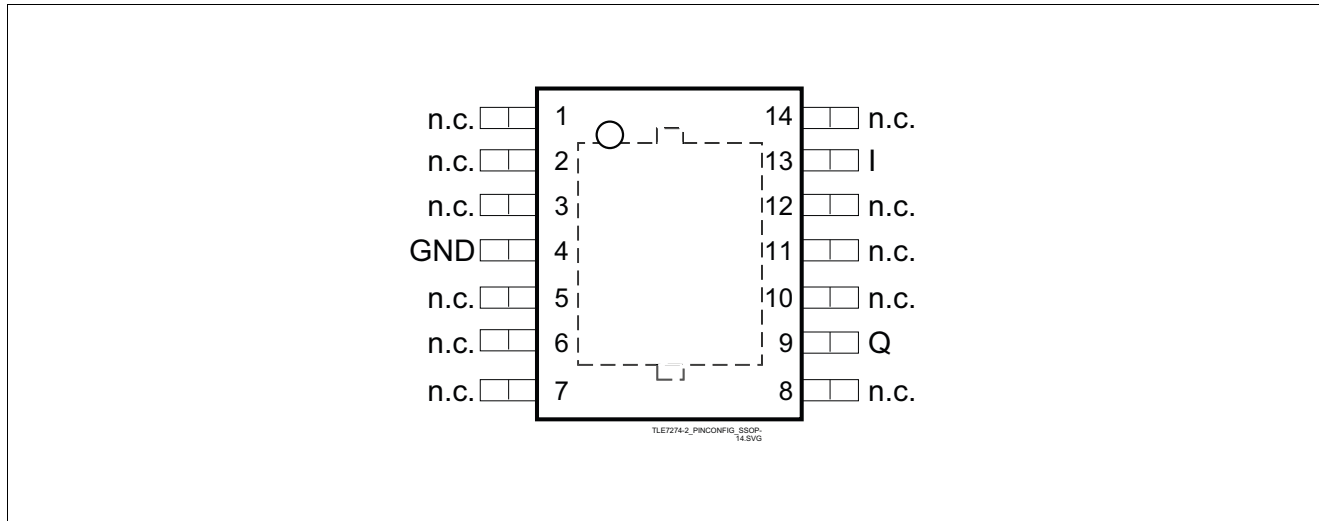 n.c. 1 14 n.c.
n.c. 2 13 I
n.c. 3 12 n.c.
GND 4 11 n.c.
n.c. 5 10 n.c.
n.c. 6 9 Q
n.c. 7 8 n.c.
TLE7274-2_PINCONFIG_SSOP-
14.SVG